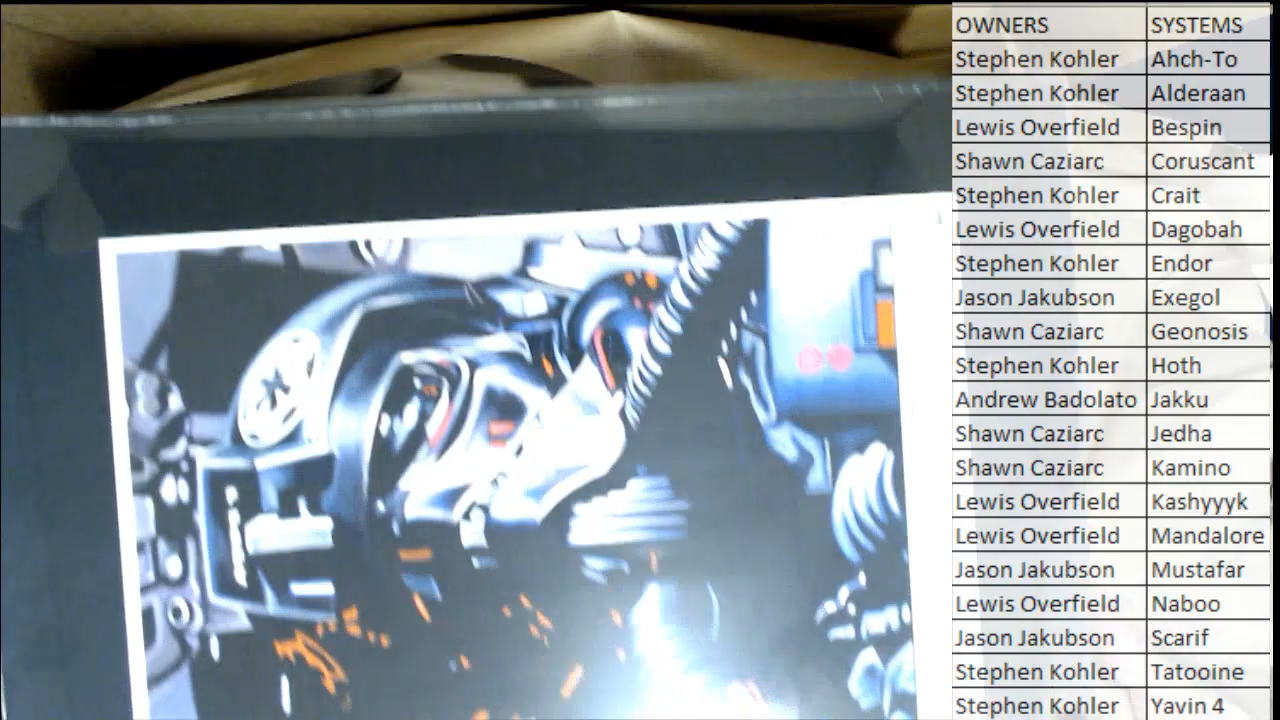 OWNERS SYSTEMS
Stephen Kohler Ahch-To
Stephen Kohler Alderaan
Lewis Overfield Bespin
Shawn Caziarc Coruscant
Stephen Kohler Crait
Lewis Overfield Dagobah
Stephen Kohler Endor
Jason Jakubson Exegol
Shawn Caziarc Geonosis
Stephen Kohler Hoth
Andrew Badolato Jakku
Shawn Caziarc Jedha
Shawn Caziarc Kamino
Lewis Overfield Kashyyyk
Lewis Overfield Mandalore
Jason Jakubson Mustafar
Lewis Overfield Naboo
Jason Jakubson Scarif
Stephen Kohler Tatooine
Stephen Kohler Yavin 4